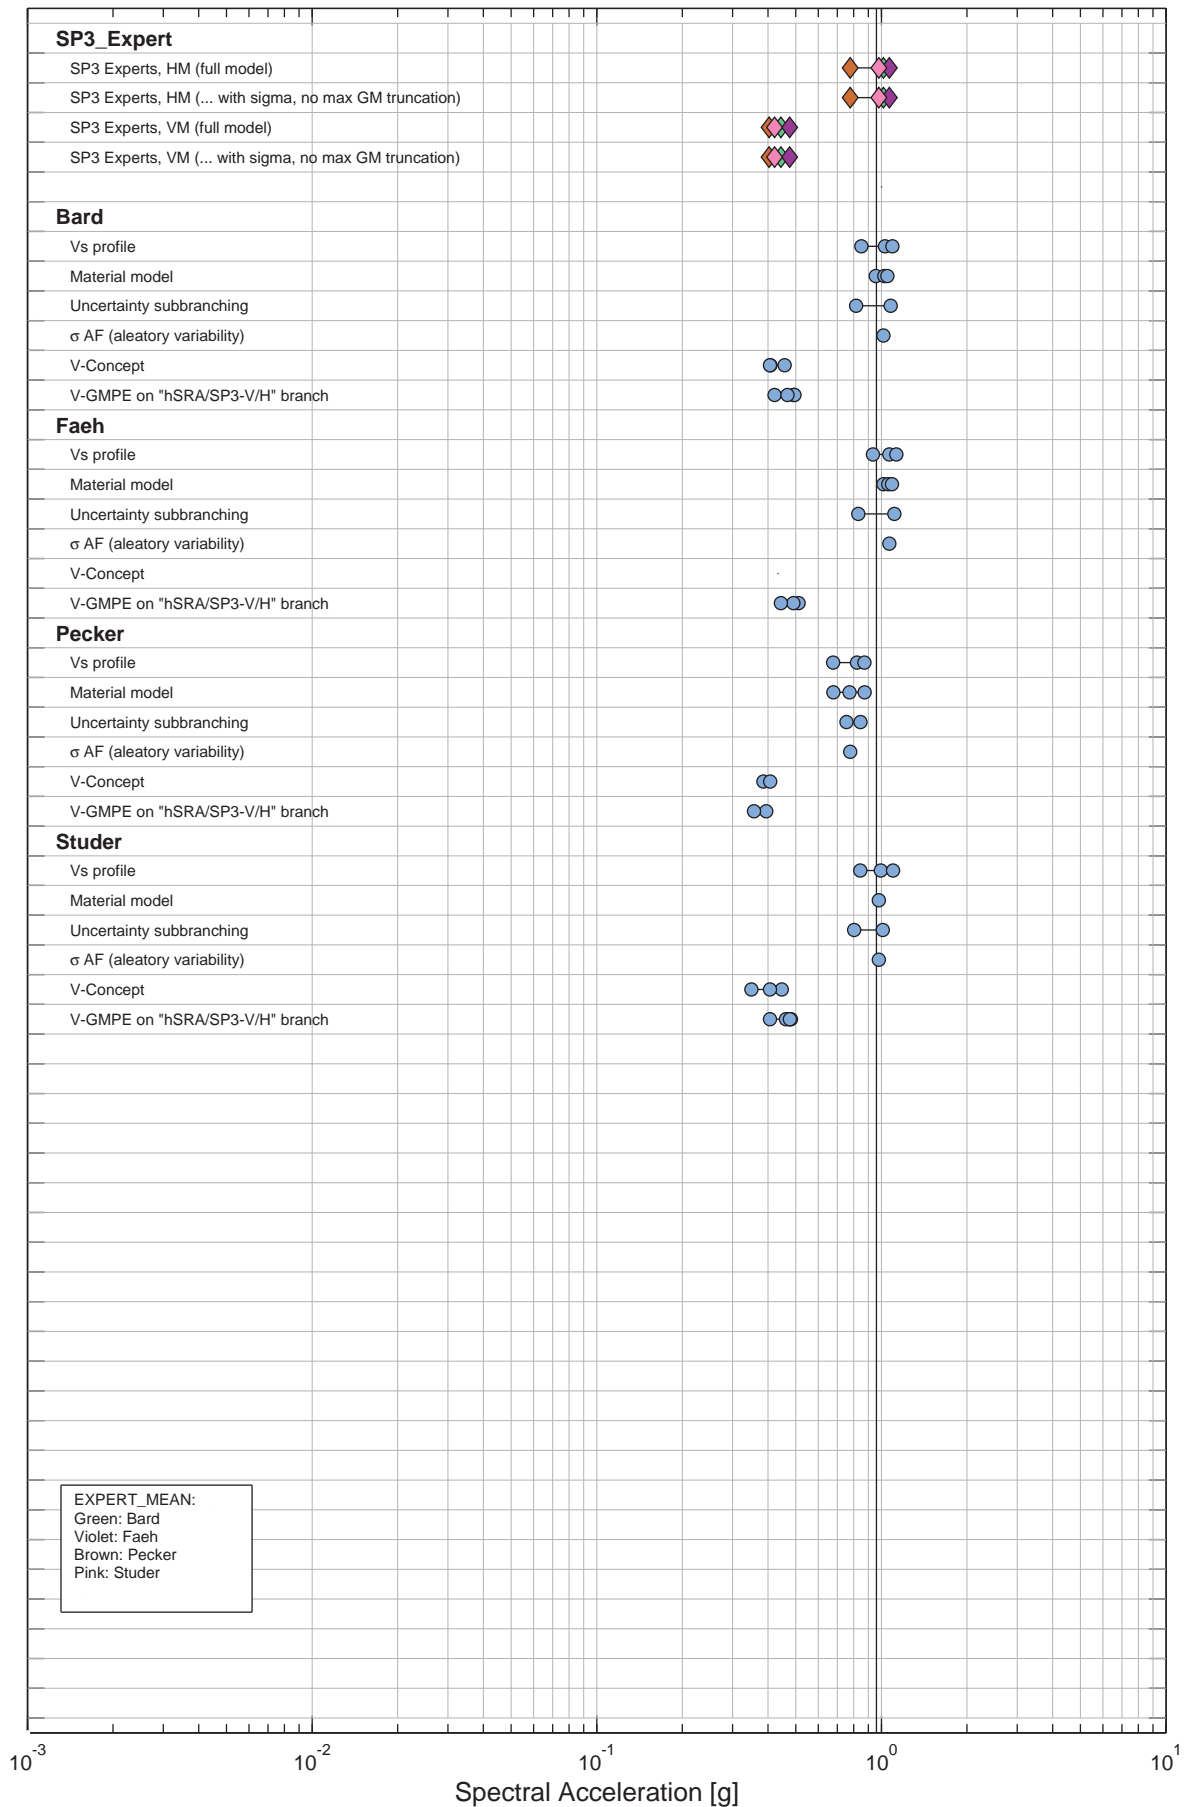 SP3_Expert
SP3 Experts, HM (full model)
SP3 Experts, HM (... with sigma, no max GM truncation)
SP3 Experts, VM (full model)
SP3 Experts, VM (... with sigma, no max GM truncation)
Bard
Vs profile
Material model
Uncertainty subbranching
σ AF (aleatory variability)
V-Concept
V-GMPE on "hSRA/SP3-V/H" branch
Faeh
Vs profile
Material model
Uncertainty subbranching
σ AF (aleatory variability)
V-Concept
V-GMPE on "hSRA/SP3-V/H" branch
Pecker
Vs profile
Material model
Uncertainty subbranching
σ AF (aleatory variability)
V-Concept
V-GMPE on "hSRA/SP3-V/H" branch
Studer
Vs profile
Material model
Uncertainty subbranching
σ AF (aleatory variability)
V-Concept
V-GMPE on "hSRA/SP3-V/H" branch
EXPERT_MEAN:
Green: Bard
Violet: Faeh
Brown: Pecker
Pink: Studer
10⁻³ 10⁻² 10⁻¹ 10⁰ 10¹
Spectral Acceleration [g]